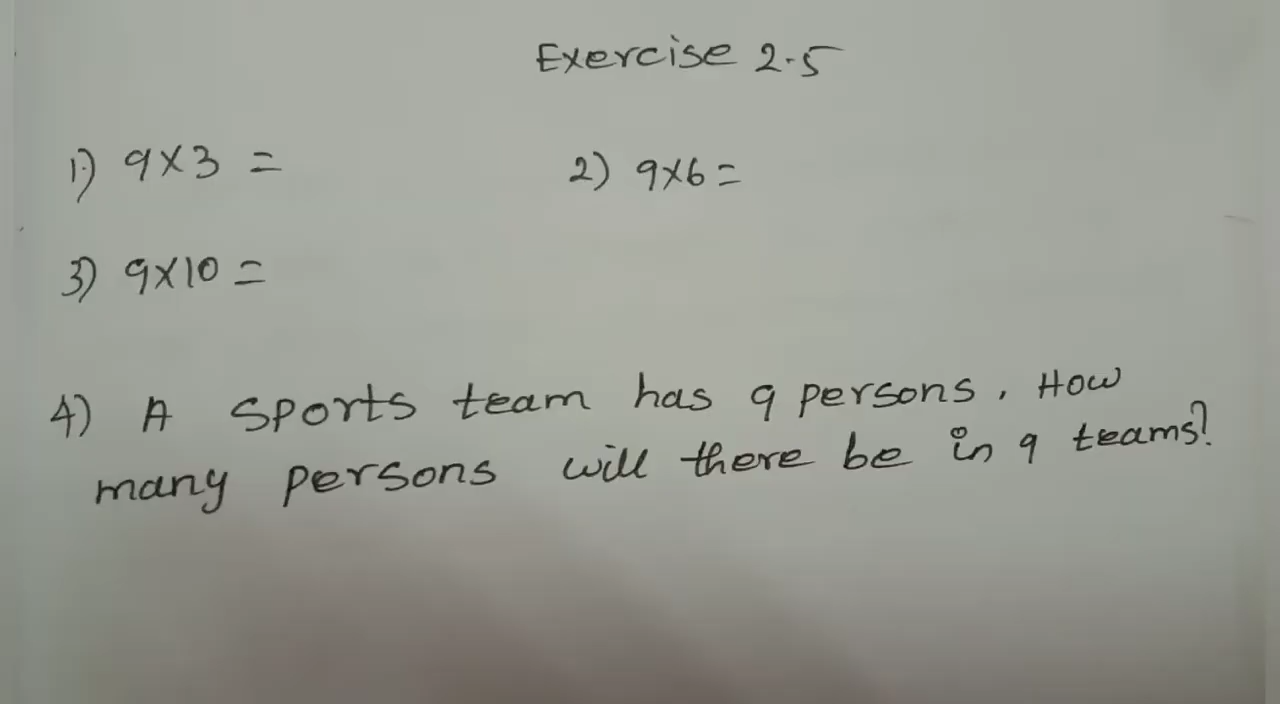 Exercise 2.5
1) 9x3 = 2) 9x6 =
3) 9x10 =
4) A sports team has 9 persons. How
many persons will there be in 9 teams?